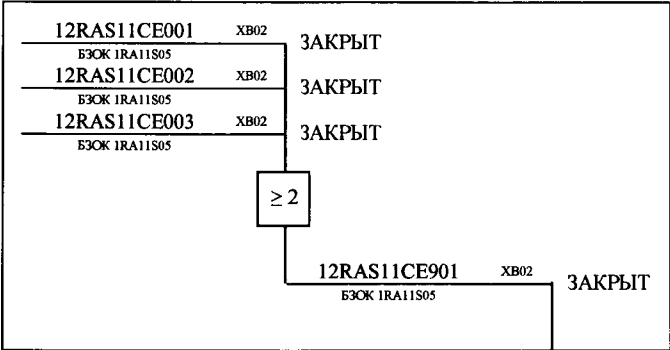 12RAS11CE001 XB02 ЗАКРЫТ
БЗОК 1RA11S05
12RAS11CE002 XB02 ЗАКРЫТ
БЗОК 1RA11S05
12RAS11CE003 XB02 ЗАКРЫТ
БЗОК 1RA11S05
≥ 2
12RAS11CE901 XB02 ЗАКРЫТ
БЗОК 1RA11S05